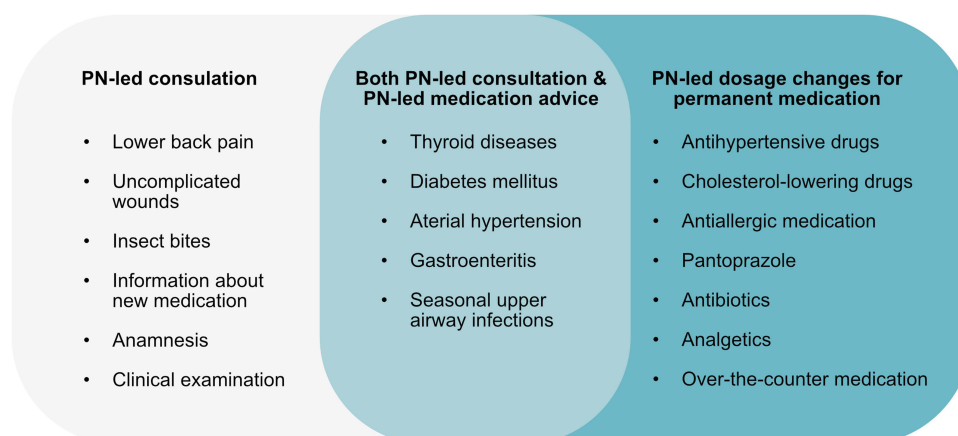 PN-led consulation
• Lower back pain
• Uncomplicated
wounds
• Insect bites
• Information about
new medication
• Anamnesis
• Clinical examination
Both PN-led consultation &
PN-led medication advice
• Thyroid diseases
• Diabetes mellitus
• Aterial hypertension
• Gastroenteritis
• Seasonal upper
airway infections
PN-led dosage changes for
permanent medication
• Antihypertensive drugs
• Cholesterol-lowering drugs
• Antiallergic medication
• Pantoprazole
• Antibiotics
• Analgetics
• Over-the-counter medication